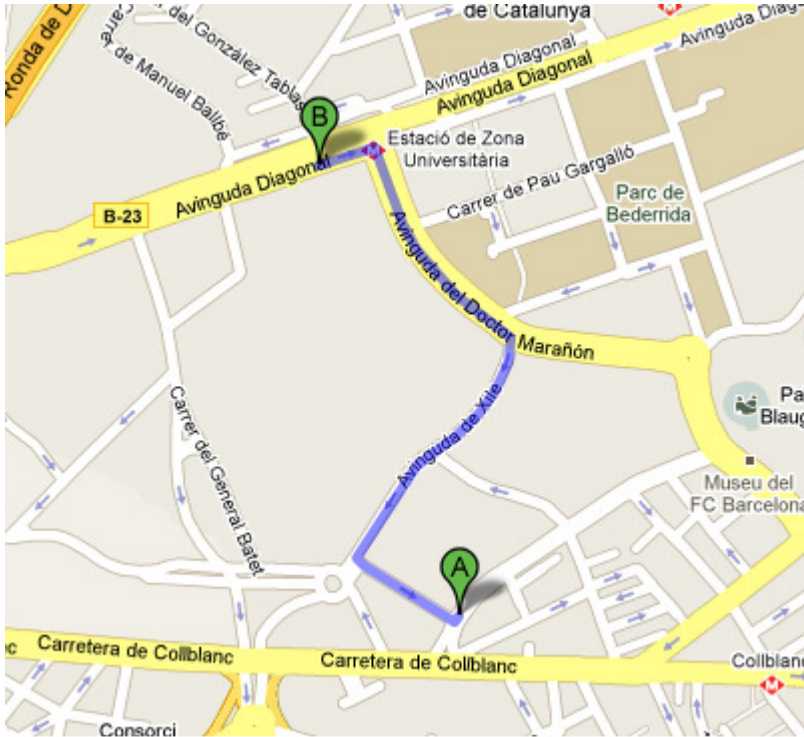 Ronda de D
Carre
de Manuel Ballbé
del González Tablas
de Catalunya
Avinguda Diagonal
Avinguda Diagonal
Avinguda Diag
B
Estació de Zona
Universitària
M
Avinguda Diagonal
B-23
Carrer de Pau Gargalló
Parc de
Bederrida
Avinguda del Doctor Marañón
Avinguda de Xile
Pa
Blaug
Museu del
FC Barcelona
Carrer del General Batet
A
ec
Carretera de Collblanc
Carretera de Collblanc
Collblanc
M
Consorci